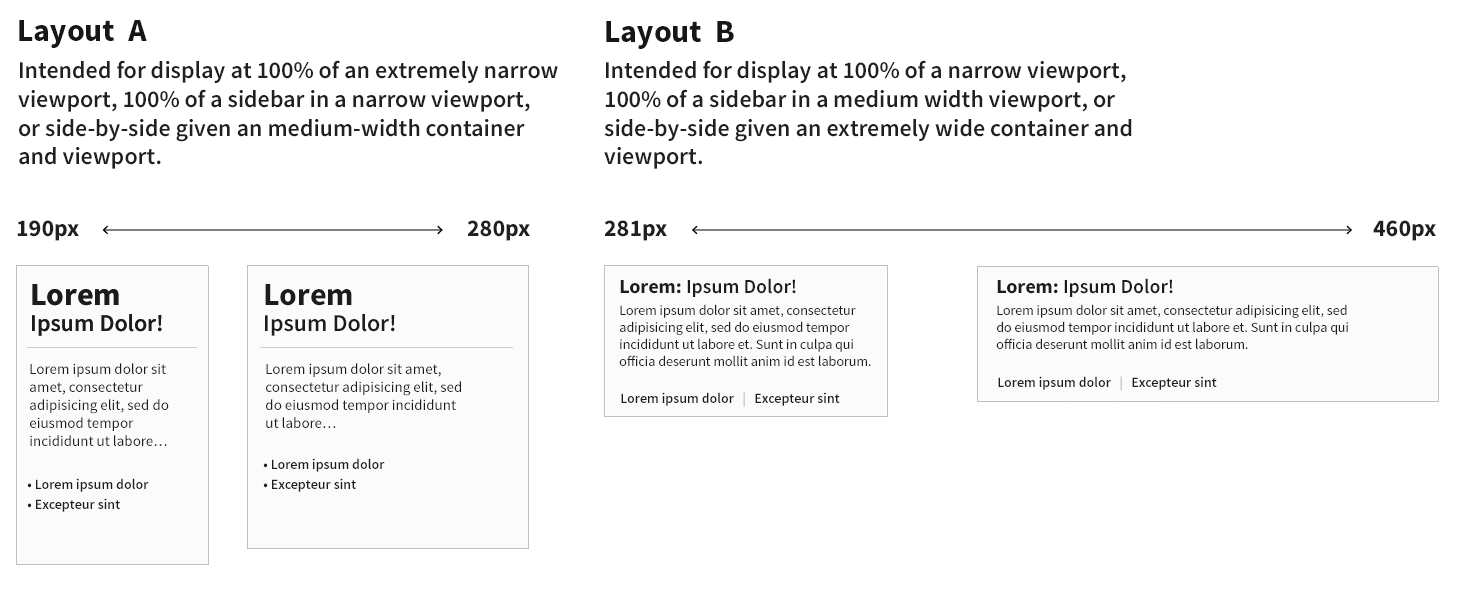 Layout A
Intended for display at 100% of an extremely narrow
viewport, 100% of a sidebar in a narrow viewport,
or side-by-side given an medium-width container
and viewport.
190px
280px
Lorem
Ipsum Dolor!
Lorem ipsum dolor sit
amet, consectetur
adipisicing elit, sed do
eiusmod tempor
incididunt ut labore…
• Lorem ipsum dolor
• Excepteur sint
Lorem
Ipsum Dolor!
Lorem ipsum dolor sit amet,
consectetur adipisicing elit, sed
do eiusmod tempor incididunt
ut labore…
• Lorem ipsum dolor
• Excepteur sint
Layout B
Intended for display at 100% of a narrow viewport,
100% of a sidebar in a medium width viewport, or
side-by-side given an extremely wide container and
viewport.
281px
460px
Lorem: Ipsum Dolor!
Lorem ipsum dolor sit amet, consectetur
adipisicing elit, sed do eiusmod tempor
incididunt ut labore et. Sunt in culpa qui
officia deserunt mollit anim id est laborum.
Lorem ipsum dolor | Excepteur sint
Lorem: Ipsum Dolor!
Lorem ipsum dolor sit amet, consectetur adipisicing elit, sed
do eiusmod tempor incididunt ut labore et. Sunt in culpa qui
officia deserunt mollit anim id est laborum.
Lorem ipsum dolor | Excepteur sint